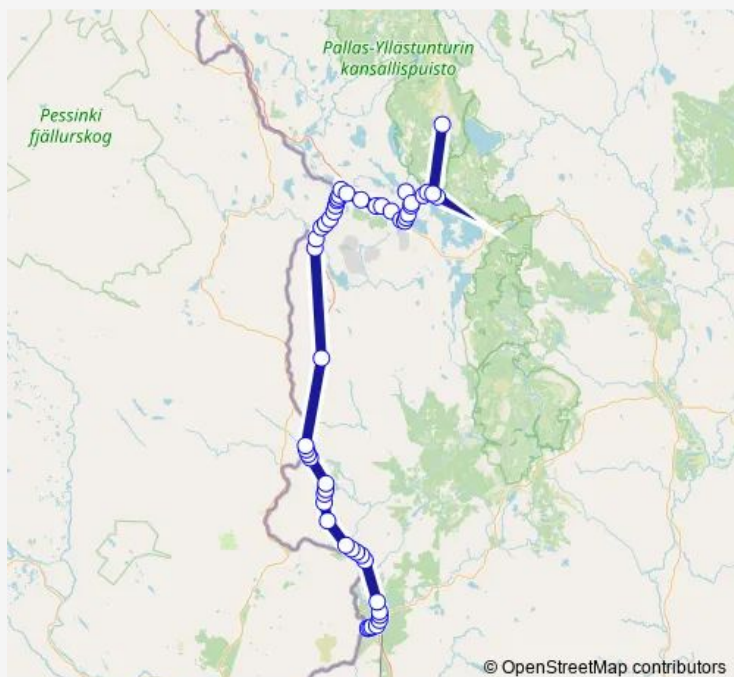 Pallas-Yllästunturin
kansallispuisto
Pessinki
fjällurskog
© OpenStreetMap contributors